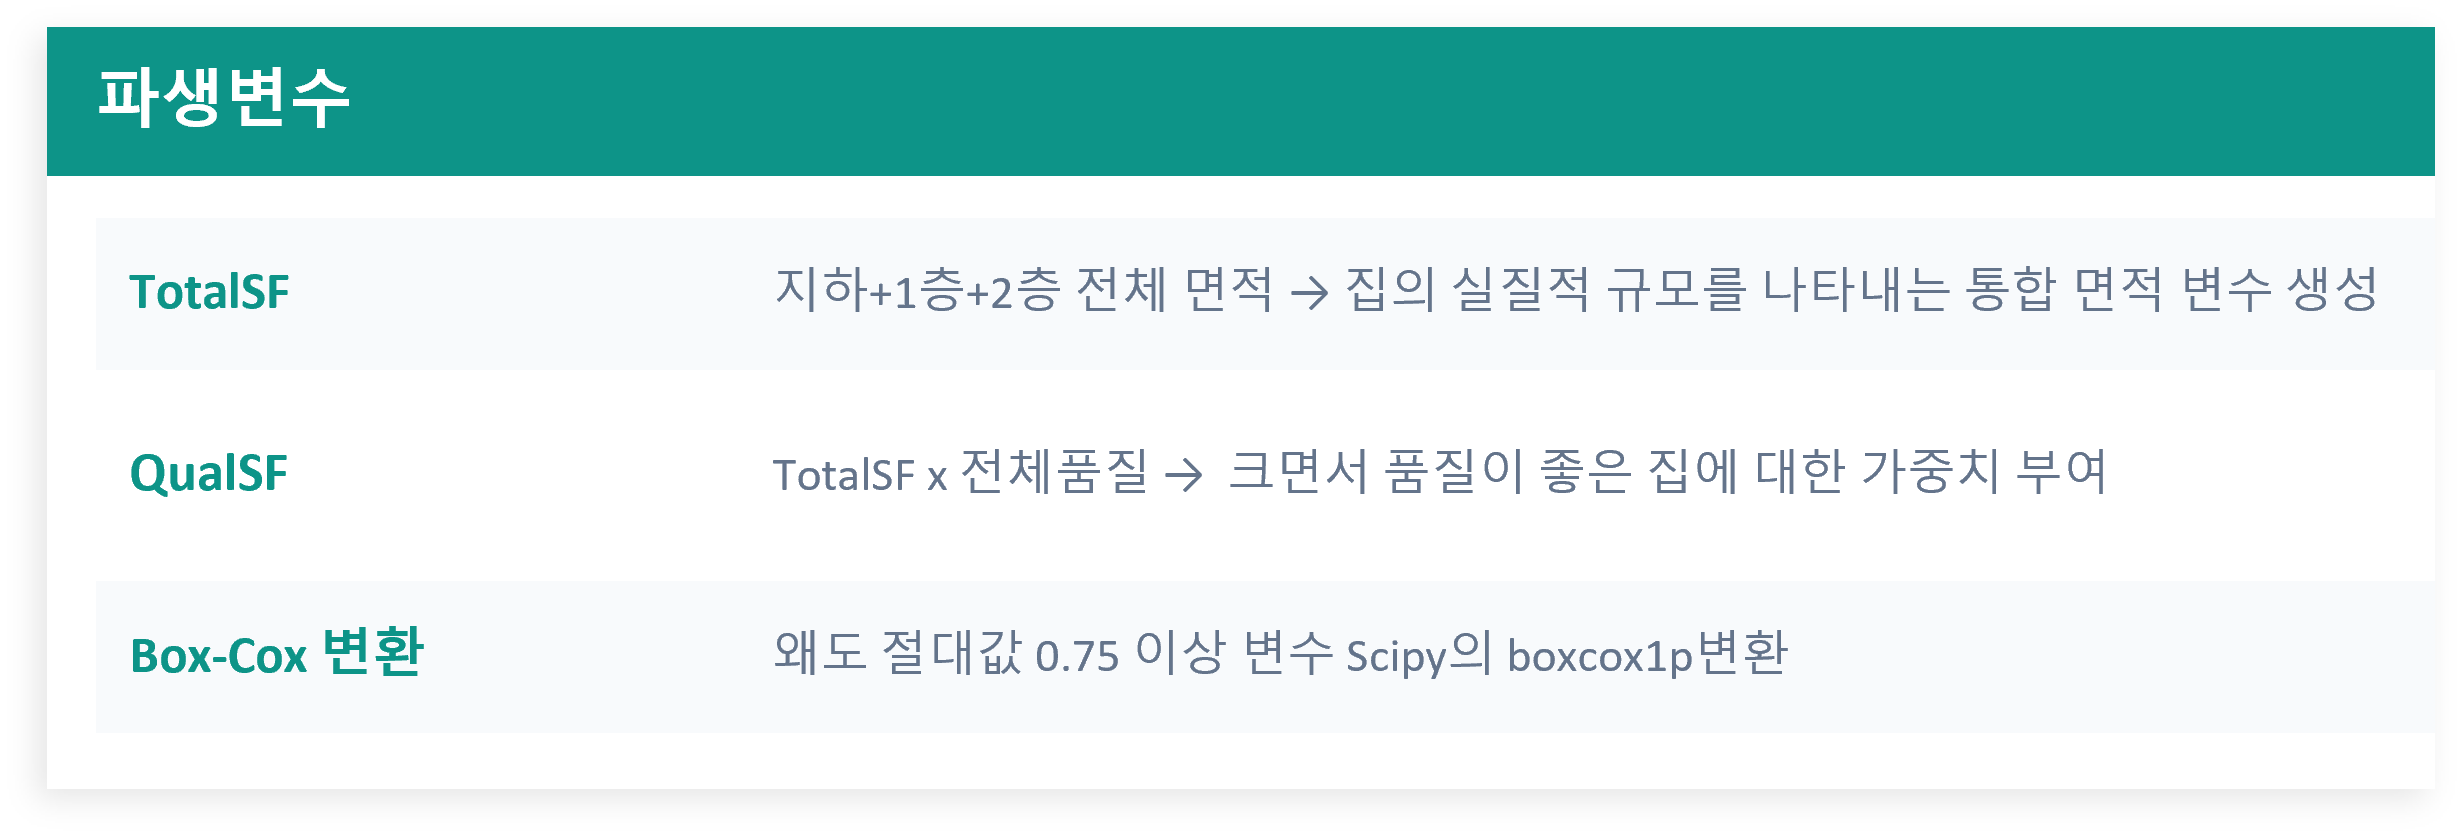 파생변수
TotalSF 지하+1층+2층 전체 면적 → 집의 실질적 규모를 나타내는 통합 면적 변수 생성
QualSF TotalSF x 전체품질 → 크면서 품질이 좋은 집에 대한 가중치 부여
Box-Cox 변환 왜도 절대값 0.75 이상 변수 Scipy의 boxcox1p변환